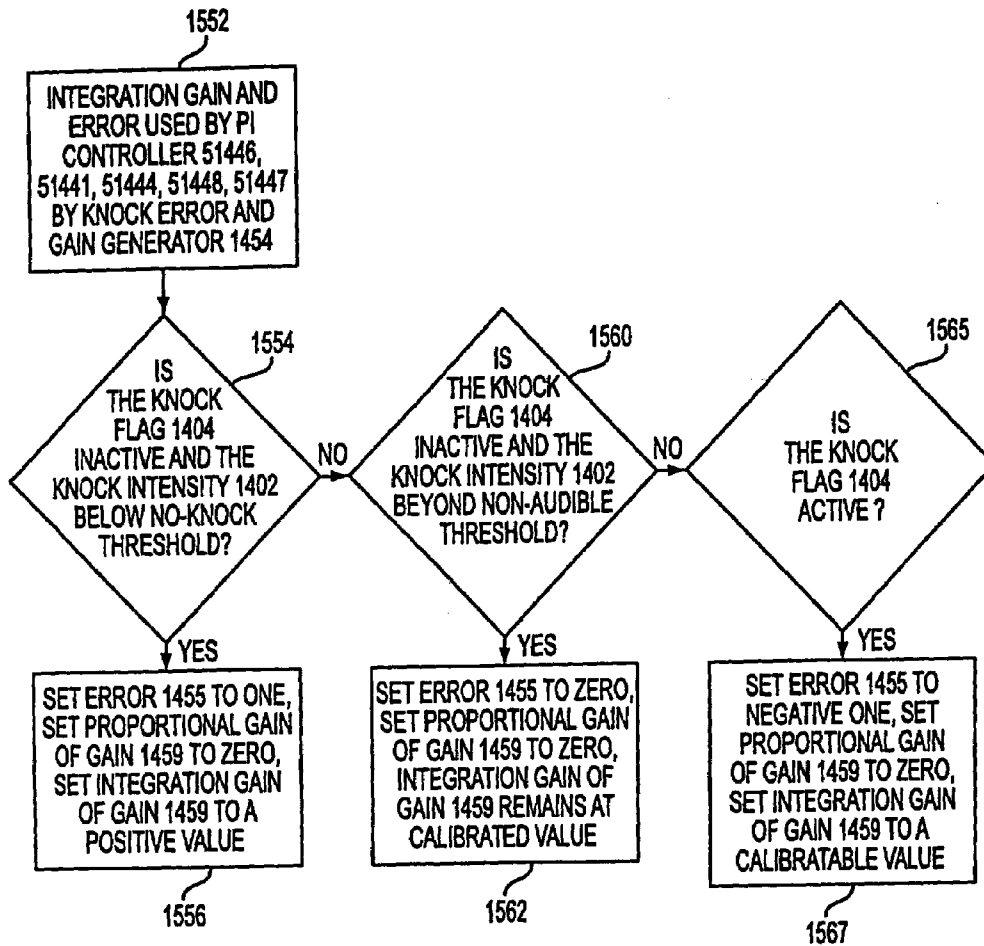 1552
INTEGRATION GAIN AND
ERROR USED BY PI
CONTROLLER 51446,
51441, 51444, 51448, 51447
BY KNOCK ERROR AND
GAIN GENERATOR 1454
1554
IS
THE KNOCK
FLAG 1404
INACTIVE AND THE
KNOCK INTENSITY 1402
BELOW NO-KNOCK
THRESHOLD?
NO
1560
IS
THE KNOCK
FLAG 1404
INACTIVE AND THE
KNOCK INTENSITY 1402
BEYOND NON-AUDIBLE
THRESHOLD?
NO
1565
IS
THE KNOCK
FLAG 1404
ACTIVE ?
YES
SET ERROR 1455 TO ONE,
SET PROPORTIONAL GAIN
OF GAIN 1459 TO ZERO,
SET INTEGRATION GAIN
OF GAIN 1459 TO A
POSITIVE VALUE
1556
YES
SET ERROR 1455 TO ZERO,
SET PROPORTIONAL GAIN
OF GAIN 1459 TO ZERO,
INTEGRATION GAIN OF
GAIN 1459 REMAINS AT
CALIBRATED VALUE
1562
YES
SET ERROR 1455 TO
NEGATIVE ONE, SET
PROPORTIONAL GAIN
OF GAIN 1459 TO ZERO,
SET INTEGRATION GAIN
OF GAIN 1459 TO A
CALIBRATABLE VALUE
1567